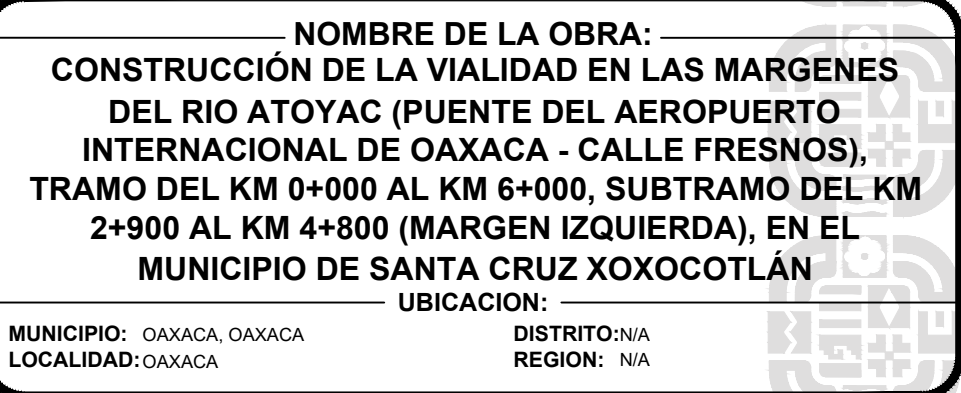 NOMBRE DE LA OBRA:
CONSTRUCCIÓN DE LA VIALIDAD EN LAS MARGENES
DEL RIO ATOYAC (PUENTE DEL AEROPUERTO
INTERNACIONAL DE OAXACA - CALLE FRESNOS),
TRAMO DEL KM 0+000 AL KM 6+000, SUBTRAMO DEL KM
2+900 AL KM 4+800 (MARGEN IZQUIERDA), EN EL
MUNICIPIO DE SANTA CRUZ XOXOCOTLÁN
UBICACION:
MUNICIPIO: OAXACA, OAXACA DISTRITO:N/A
LOCALIDAD:OAXACA REGION: N/A